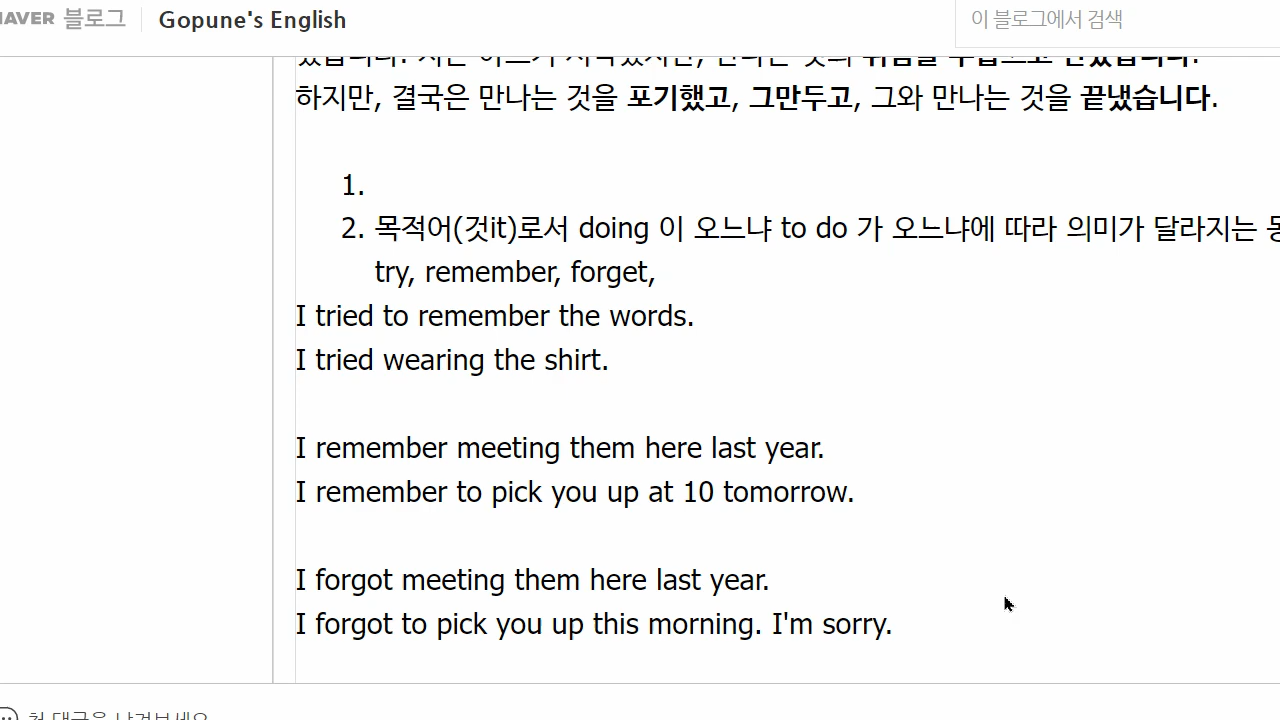 NAVER 블로그
Gopune's English
이 블로그에서 검색
하지만, 결국은 만나는 것을 포기했고, 그만두고, 그와 만나는 것을 끝냈습니다.
1.
2. 목적어(것it)로서 doing 이 오느냐 to do 가 오느냐에 따라 의미가 달라지는
try, remember, forget,
I tried to remember the words.
I tried wearing the shirt.
I remember meeting them here last year.
I remember to pick you up at 10 tomorrow.
I forgot meeting them here last year.
I forgot to pick you up this morning. I'm sorry.